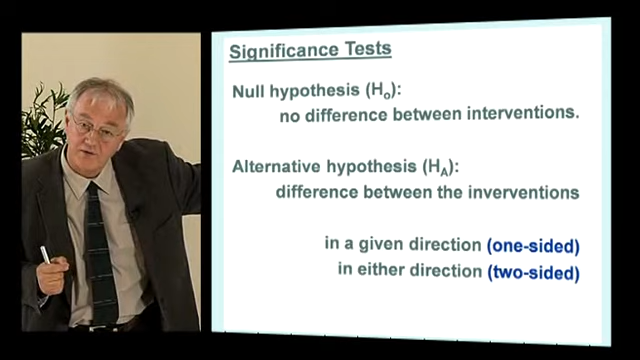 Significance Tests
Null hypothesis (Ho):
no difference between interventions.
Alternative hypothesis (HA):
difference between the inverventions
in a given direction (one-sided)
in either direction (two-sided)